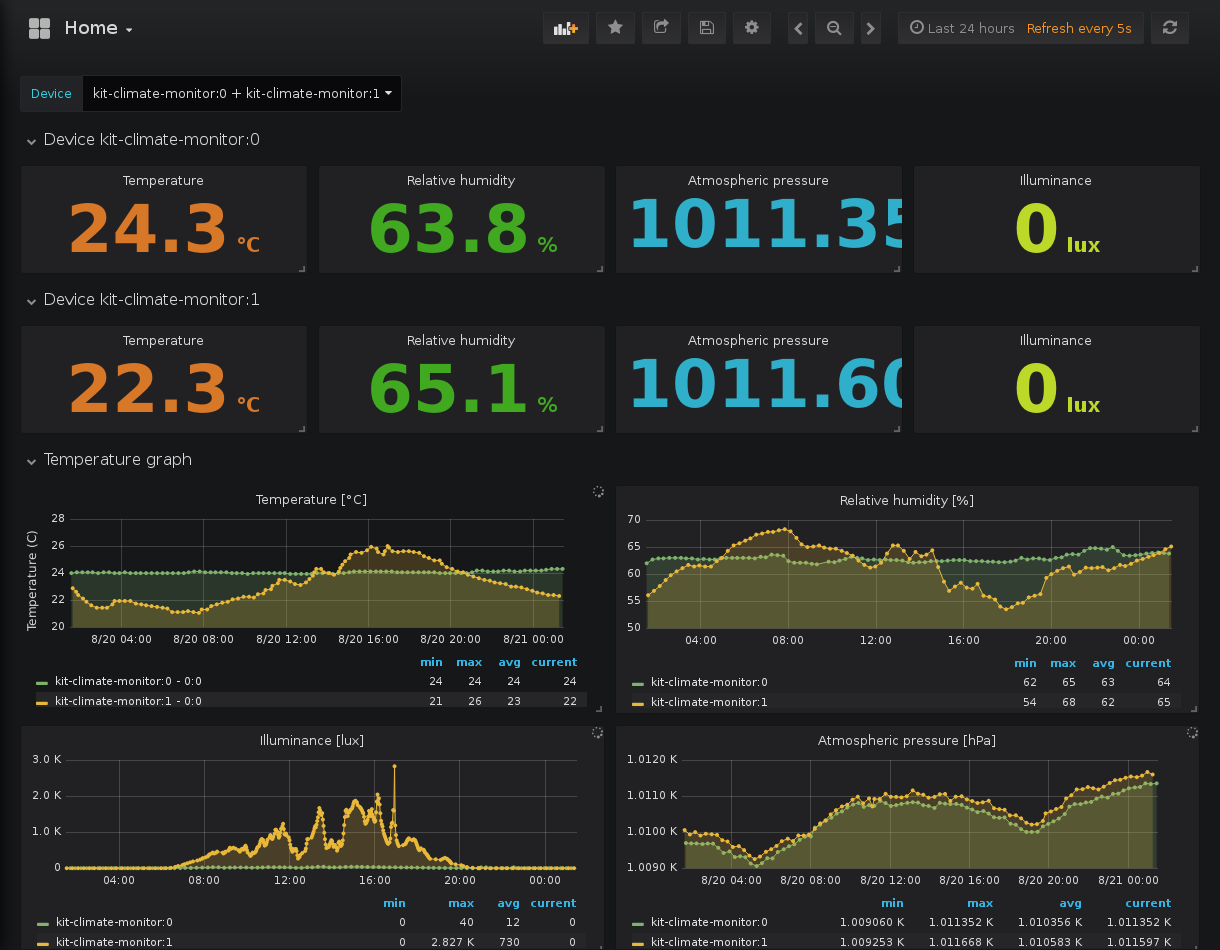 Home
Last 24 hours Refresh every 5s
Device kit-climate-monitor:0 + kit-climate-monitor:1
Device kit-climate-monitor:0
Temperature Relative humidity Atmospheric pressure Illuminance
24.3 °C 63.8 % 1011.35 0 lux
Device kit-climate-monitor:1
Temperature Relative humidity Atmospheric pressure Illuminance
22.3 °C 65.1 % 1011.60 0 lux
Temperature graph
Temperature [°C]
Temperature (C)
28
26
24
22
20
8/20 04:00 8/20 08:00 8/20 12:00 8/20 16:00 8/20 20:00 8/21 00:00
min max avg current
kit-climate-monitor:0 - 0:0 24 24 24 24
kit-climate-monitor:1 - 0:0 21 26 23 22
Relative humidity [%]
70
65
60
55
50
04:00 08:00 12:00 16:00 20:00 00:00
min max avg current
kit-climate-monitor:0 62 65 63 64
kit-climate-monitor:1 54 68 62 65
Illuminance [lux]
3.0 K
2.0 K
1.0 K
0
04:00 08:00 12:00 16:00 20:00 00:00
min max avg current
kit-climate-monitor:0 0 40 12 0
kit-climate-monitor:1 0 2.827 K 730 0
Atmospheric pressure [hPa]
1.0120 K
1.0110 K
1.0100 K
1.0090 K
8/20 04:00 8/20 08:00 8/20 12:00 8/20 16:00 8/20 20:00 8/21 00:00
min max avg current
kit-climate-monitor:0 1.009060 K 1.011352 K 1.010356 K 1.011352 K
kit-climate-monitor:1 1.009253 K 1.011668 K 1.010583 K 1.011597 K